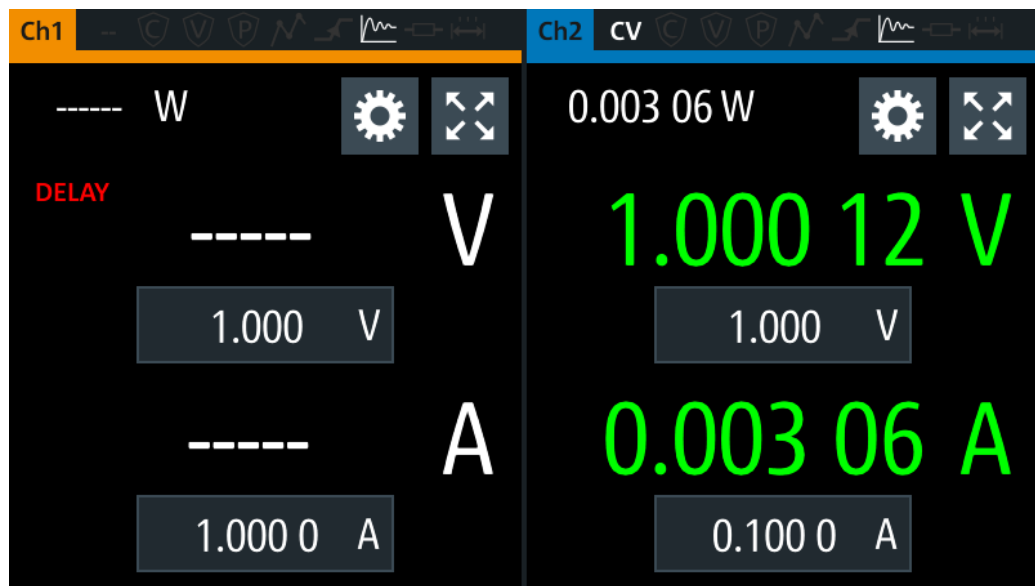 Ch1 -- C V P
------ W
DELAY
----- V
1.000 V
----- A
1.000 0 A
Ch2 CV C V P
0.003 06 W
1.000 12 V
1.000 V
0.003 06 A
0.100 0 A